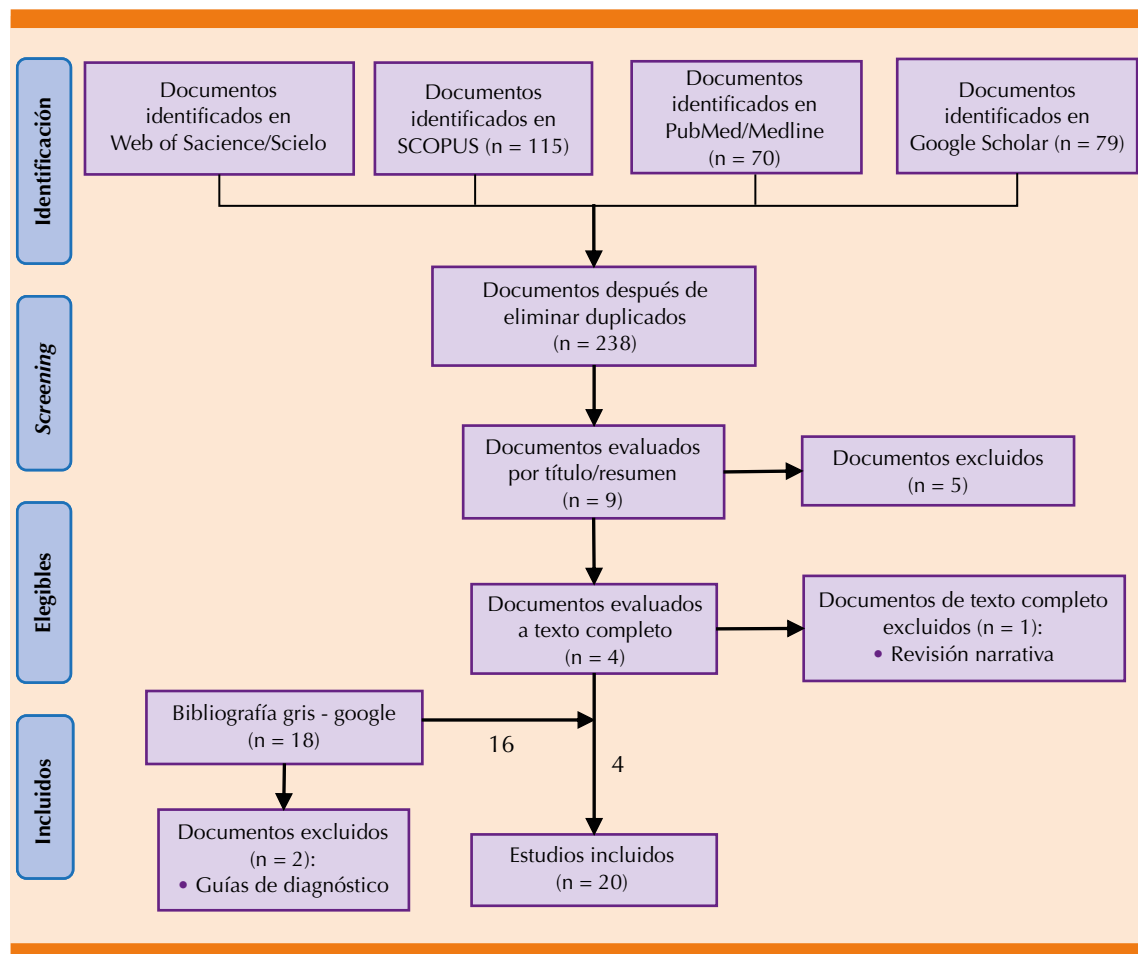 Identificación
Documentos
identificados en
Web of Sacience/Scielo
Documentos
identificados en
SCOPUS (n = 115)
Documentos
identificados en
PubMed/Medline
(n = 70)
Documentos
identificados en
Google Scholar (n = 79)
Screening
Documentos después de
eliminar duplicados
(n = 238)
Documentos evaluados
por título/resumen
(n = 9)
Documentos excluidos
(n = 5)
Elegibles
Documentos evaluados
a texto completo
(n = 4)
Documentos de texto completo
excluidos (n = 1):
• Revisión narrativa
Incluidos
Bibliografía gris - google
(n = 18)
16
4
Documentos excluidos
(n = 2):
• Guías de diagnóstico
Estudios incluidos
(n = 20)